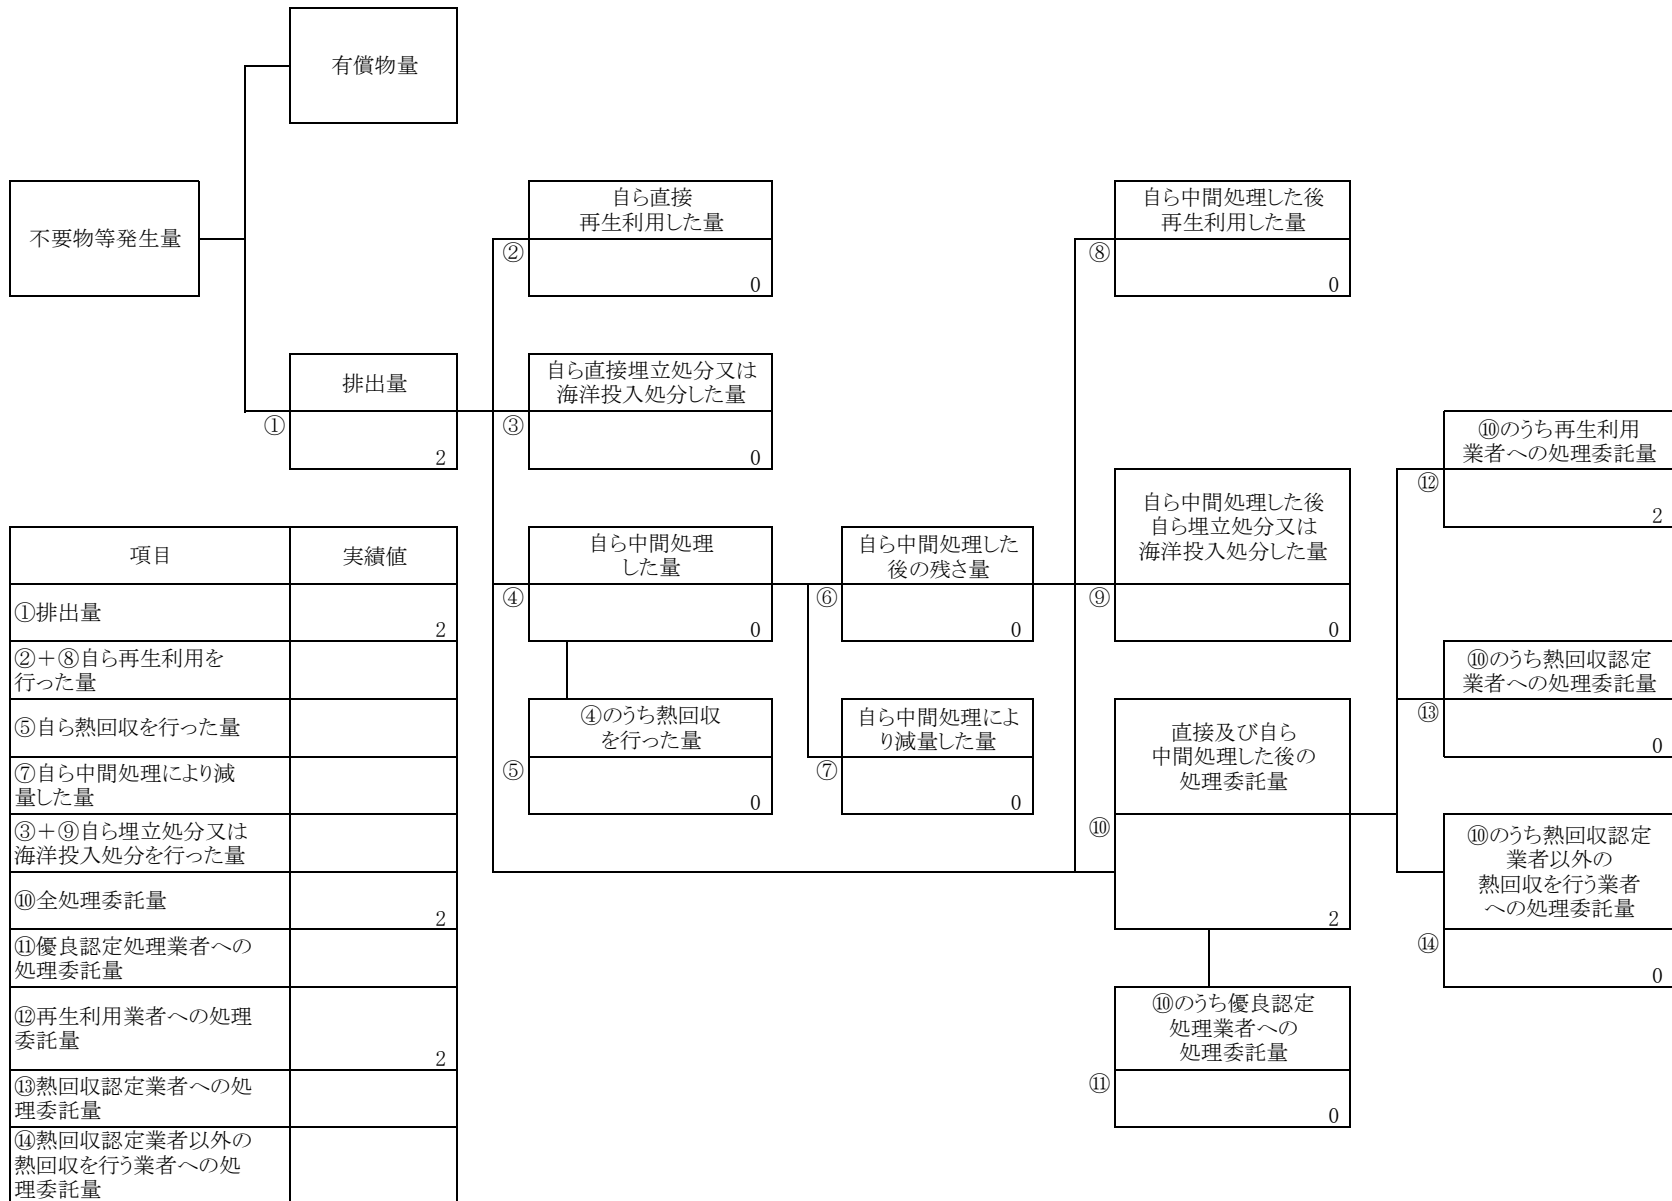 有償物量
不要物等発生量
排出量
①
2
自ら直接
再生利用した量
②
0
自ら直接埋立処分又は
海洋投入処分した量
③
0
自ら中間処理
した量
④
0
④のうち熱回収
を行った量
⑤
0
自ら中間処理した
後の残さ量
⑥
0
自ら中間処理によ
り減量した量
⑦
0
自ら中間処理した後
再生利用した量
⑧
0
自ら中間処理した後
自ら埋立処分又は
海洋投入処分した量
⑨
0
直接及び自ら
中間処理した後の
処理委託量
⑩
2
⑩のうち優良認定
処理業者への
処理委託量
⑪
0
⑩のうち再生利用
業者への処理委託量
⑫
2
⑩のうち熱回収認定
業者への処理委託量
⑬
0
⑩のうち熱回収認定
業者以外の
熱回収を行う業者
への処理委託量
⑭
0
項目 実績値
①排出量 2
②＋⑧自ら再生利用を
行った量
⑤自ら熱回収を行った量
⑦自ら中間処理により減
量した量
③＋⑨自ら埋立処分又は
海洋投入処分を行った量
⑩全処理委託量 2
⑪優良認定処理業者への
処理委託量
⑫再生利用業者への処理
委託量 2
⑬熱回収認定業者への処
理委託量
⑭熱回収認定業者以外の
熱回収を行う業者への処
理委託量